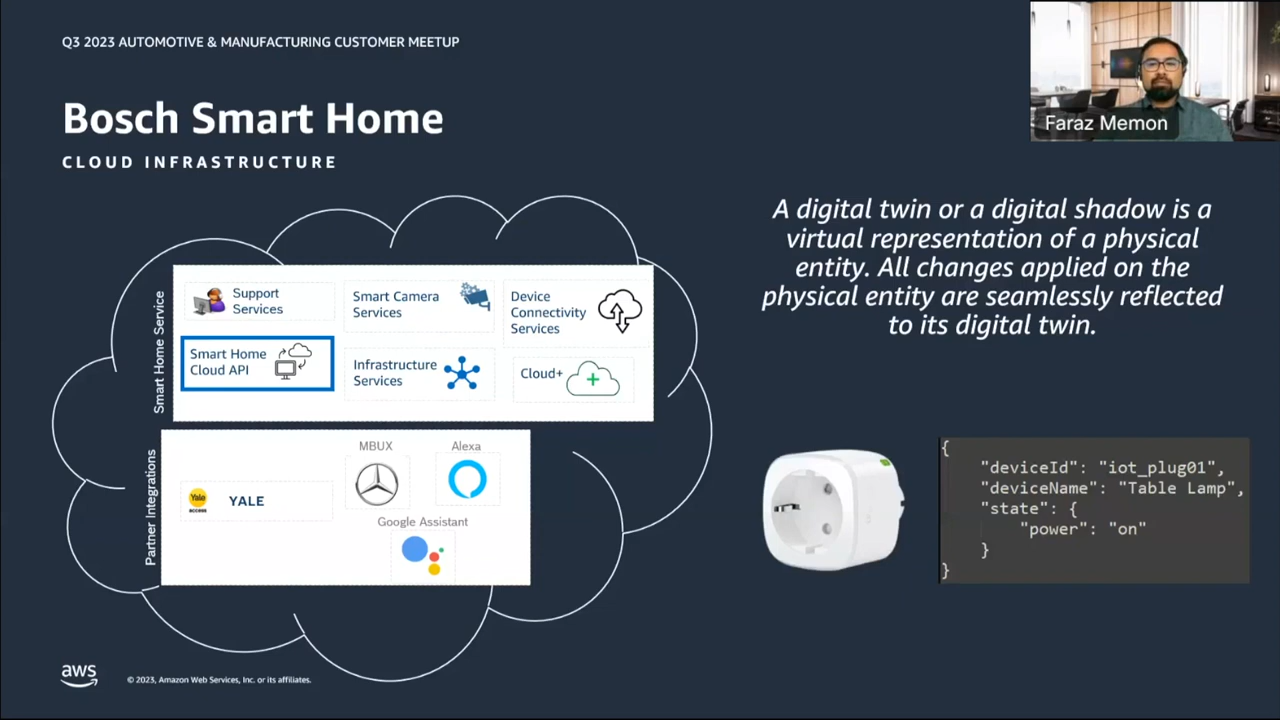 Q3 2023 AUTOMOTIVE & MANUFACTURING CUSTOMER MEETUP
Faraz Memon
Bosch Smart Home
CLOUD INFRASTRUCTURE
A digital twin or a digital shadow is a
virtual representation of a physical
entity. All changes applied on the
physical entity are seamlessly reflected
to its digital twin.
Smart Home Service
Support
Services
Smart Camera
Services
Device
Connectivity
Services
Smart Home
Cloud API
Infrastructure
Services
Cloud+
Partner Integrations
Yale
ACCESS
YALE
MBUX
Alexa
Google Assistant
{
"deviceId": "iot_plug01",
"deviceName": "Table Lamp",
"state": {
"power": "on"
}
}
aws
© 2023, Amazon Web Services, Inc. or its affiliates.